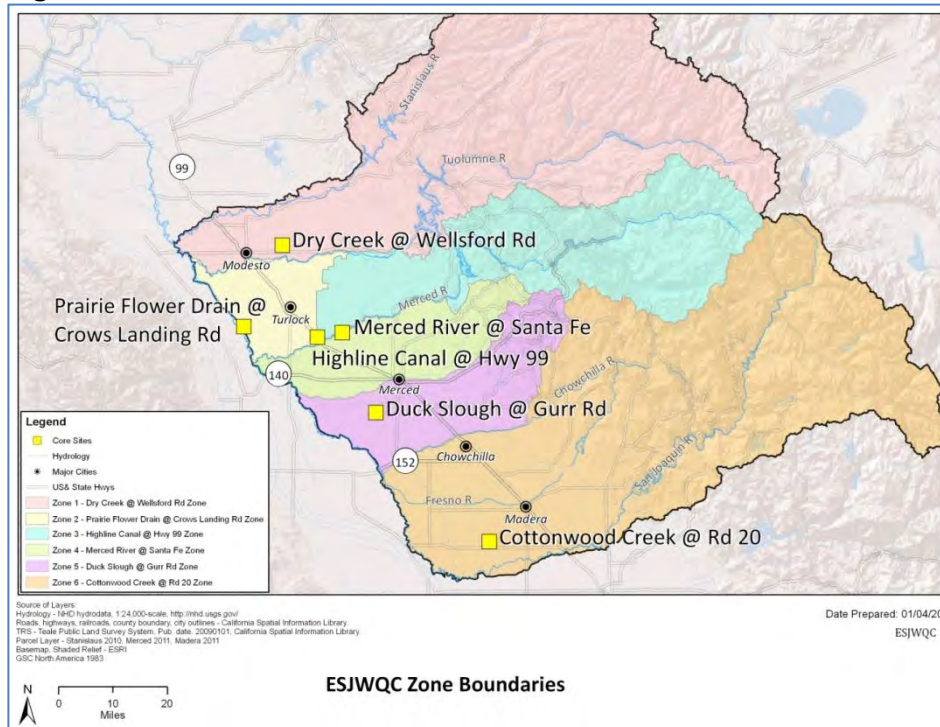 Stanislaus R
99
Tuolumne R
Dry Creek @ Wellsford Rd
Modesto
Prairie Flower Drain @
Crows Landing Rd
Turlock
Merced R
Merced River @ Santa Fe
Highline Canal @ Hwy 99
140
Merced
Duck Slough @ Gurr Rd
Chowchilla R
152
Chowchilla
San Joaquin R
Fresno R
Madera
Cottonwood Creek @ Rd 20
Legend
Core Sites
Hydrology
Major Cities
US& State Hwys
Zone 1 - Dry Creek @ Wellsford Rd Zone
Zone 2 - Prairie Flower Drain @ Crows Landing Rd Zone
Zone 3 - Highline Canal @ Hwy 99 Zone
Zone 4 - Merced River @ Santa Fe Zone
Zone 5 - Duck Slough @ Gurr Rd Zone
Zone 6 - Cottonwood Creek @ Rd 20 Zone
Source of Layers:
Hydrology - NHD hydrodata, 1:24,000-scale, http://nhd.usgs.gov/
Roads, highways, railroads, county boundary, city outlines - California Spatial Information Library.
TRS - Teale Public Land Survey System. Pub. date. 20090101, California Spatial Information Library.
Parcel Layer - Stanislaus 2010, Merced 2011, Madera 2011
Basemap, Shaded Relief - ESRI
GSC North America 1983
Date Prepared: 01/04/20
ESJWQC
N
0 10 20
Miles
ESJWQC Zone Boundaries